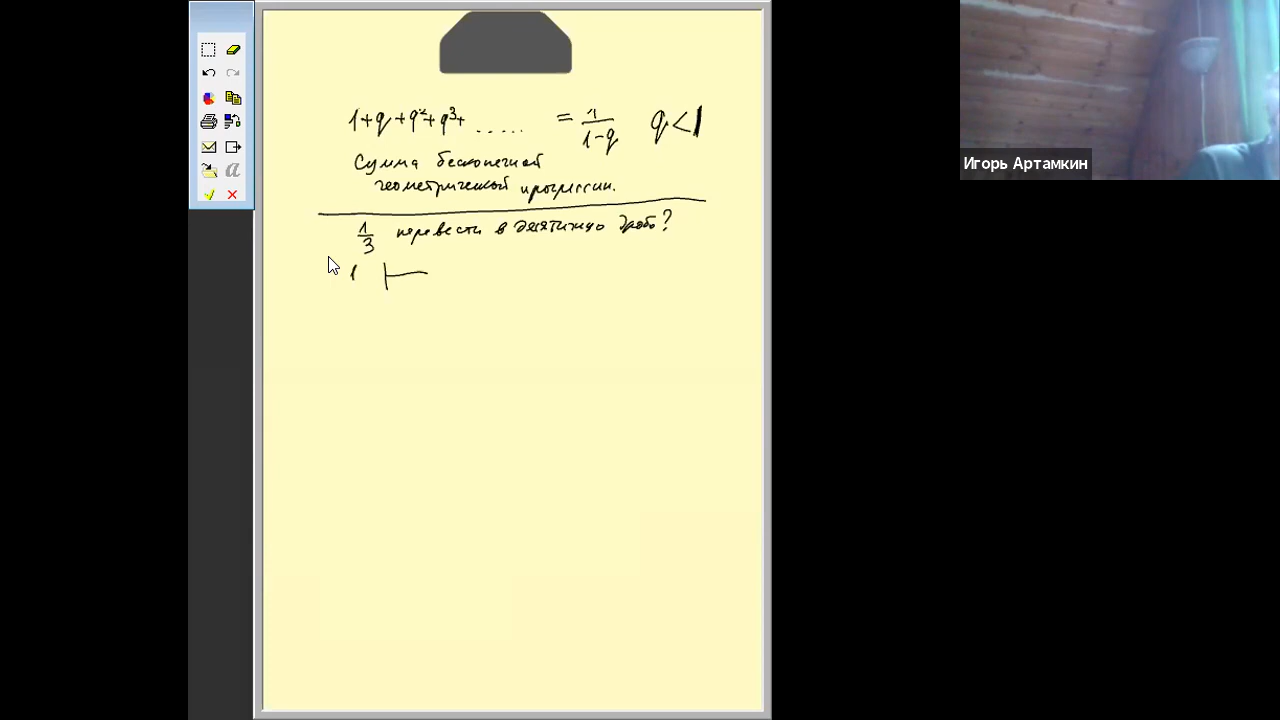 1+q+q²+q³+ ...... = 1/(1-q) q<1
Сумма бесконечной
геометрической прогрессии.
1/3 перевести в десятичную дробь?
1
Игорь Артамкин